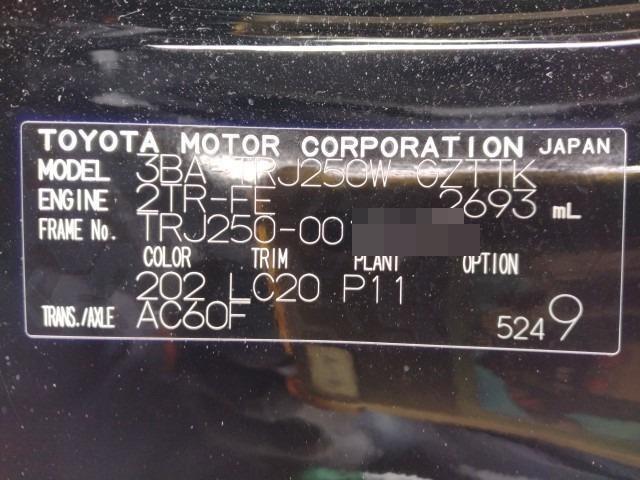 TOYOTA MOTOR CORPORATION JAPAN
MODEL 3BA-TRJ250W-GZTTK
ENGINE 2TR-FE 2693 mL
FRAME No. TRJ250-00
COLOR TRIM PLANT OPTION
202 LC20 P11
TRANS./AXLE AC60F
5249